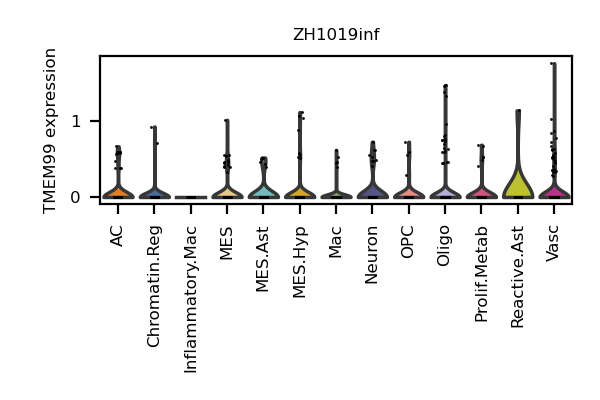 ZH1019inf
TMEM99 expression
1
0
AC
Chromatin.Reg
Inflammatory.Mac
MES
MES.Ast
MES.Hyp
Mac
Neuron
OPC
Oligo
Prolif.Metab
Reactive.Ast
Vasc